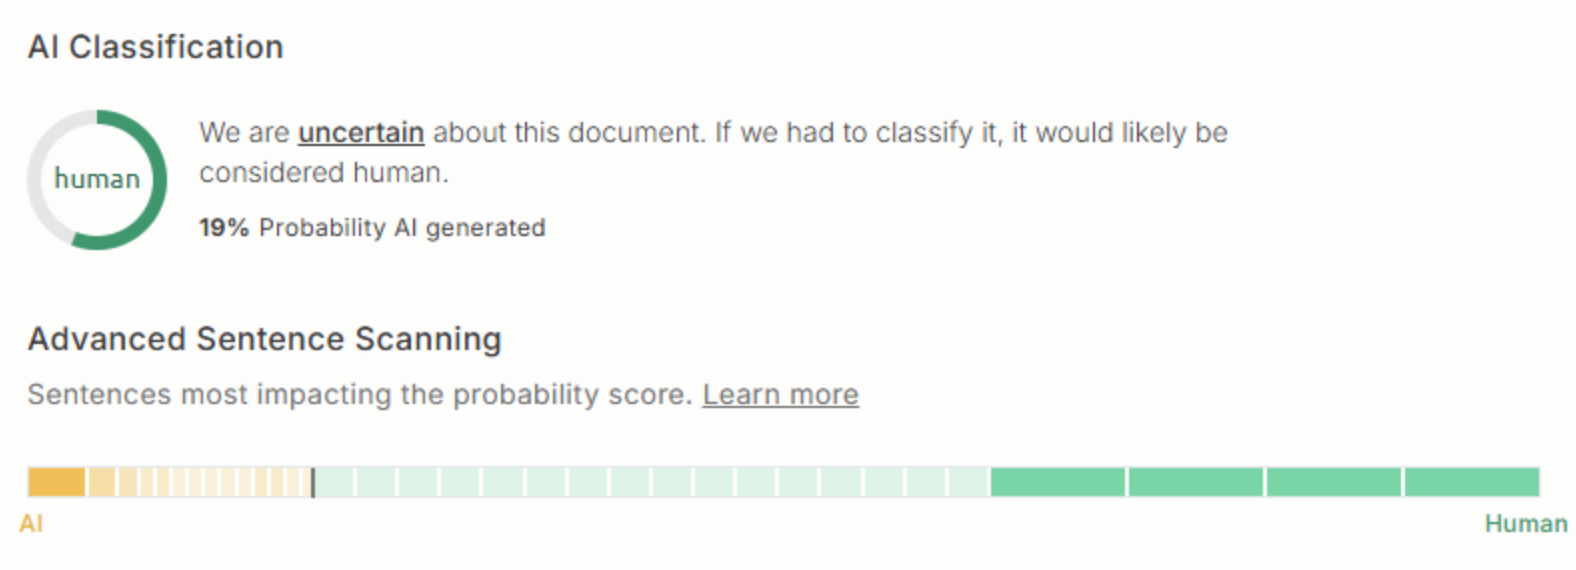 AI Classification
human
We are uncertain about this document. If we had to classify it, it would likely be
considered human.
19% Probability AI generated
Advanced Sentence Scanning
Sentences most impacting the probability score. Learn more
AI
Human